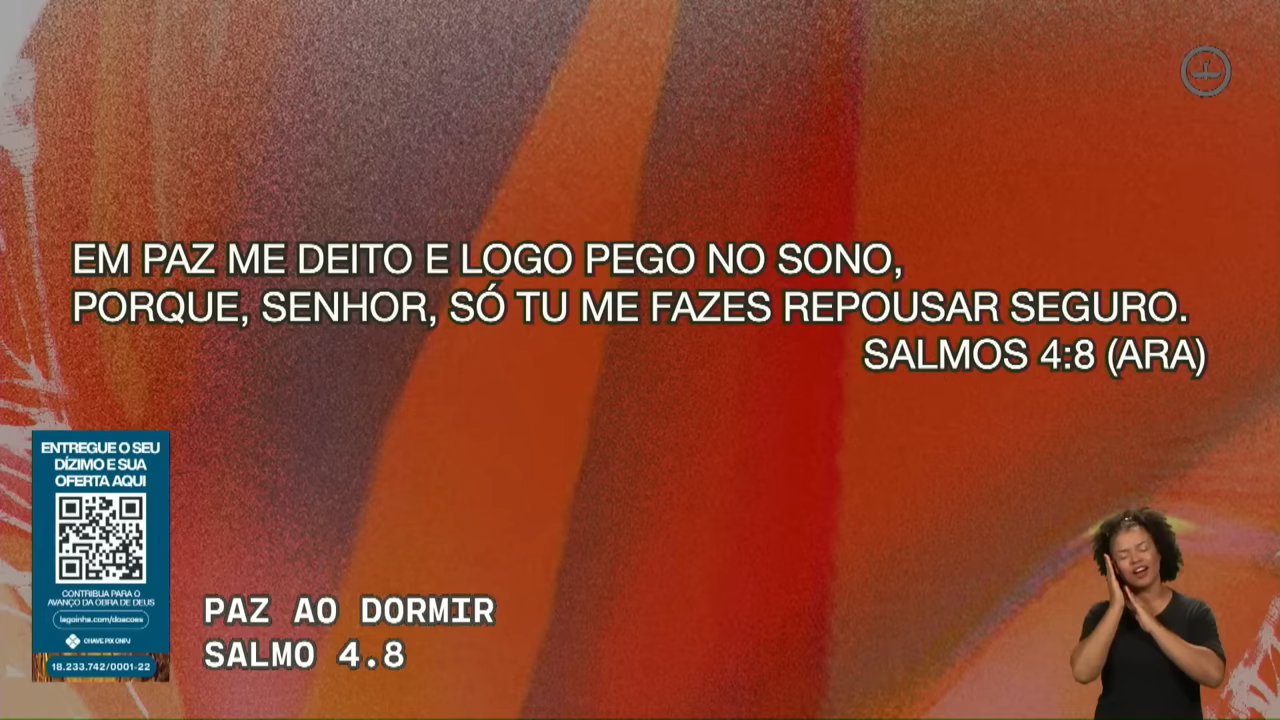 EM PAZ ME DEITO E LOGO PEGO NO SONO,
PORQUE, SENHOR, SÓ TU ME FAZES REPOUSAR SEGURO.
SALMOS 4:8 (ARA)
ENTREGUE O SEU
DÍZIMO E SUA
OFERTA AQUI
CONTRIBUA PARA O
AVANÇO DA OBRA DE DEUS
lagoinha.com/doacoes
CHAVE PIX CNPJ
18.233.742/0001-22
PAZ AO DORMIR
SALMO 4.8